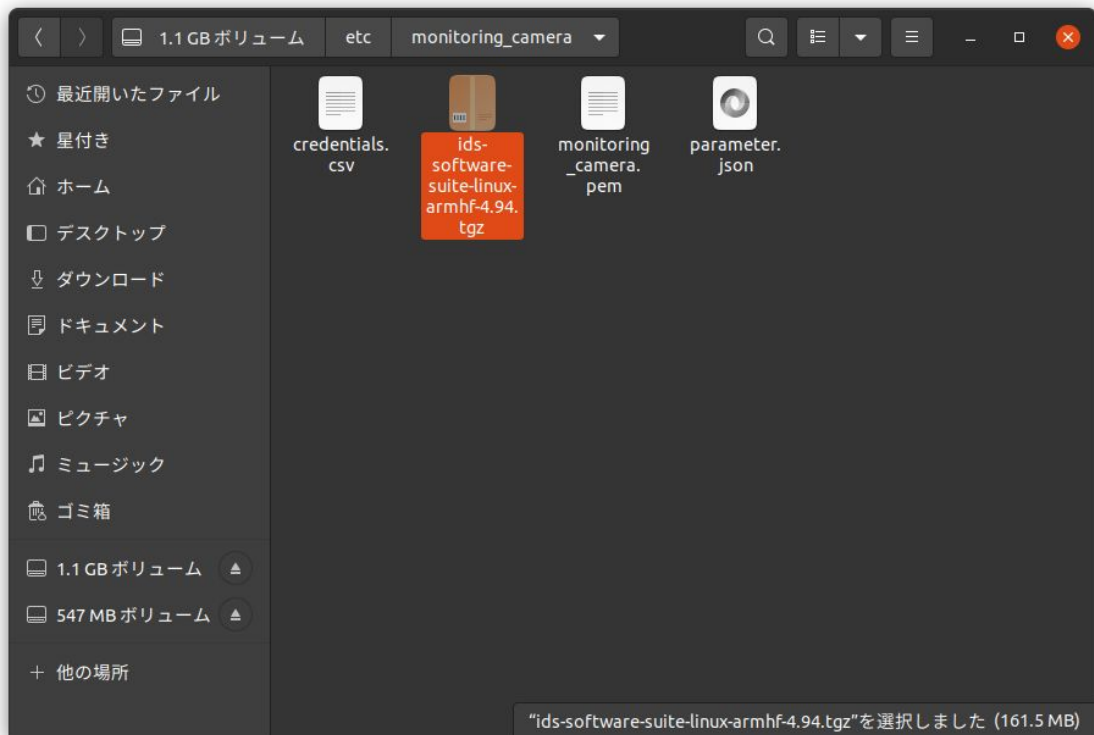 1.1 GB ボリューム etc monitoring_camera
最近開いたファイル
星付き
ホーム
デスクトップ
ダウンロード
ドキュメント
ビデオ
ピクチャ
ミュージック
ゴミ箱
1.1 GB ボリューム
547 MB ボリューム
他の場所
credentials.
csv
ids-
software-
suite-linux-
armhf-4.94.
tgz
monitoring
_camera.
pem
parameter.
json
“ids-software-suite-linux-armhf-4.94.tgz”を選択しました (161.5 MB)